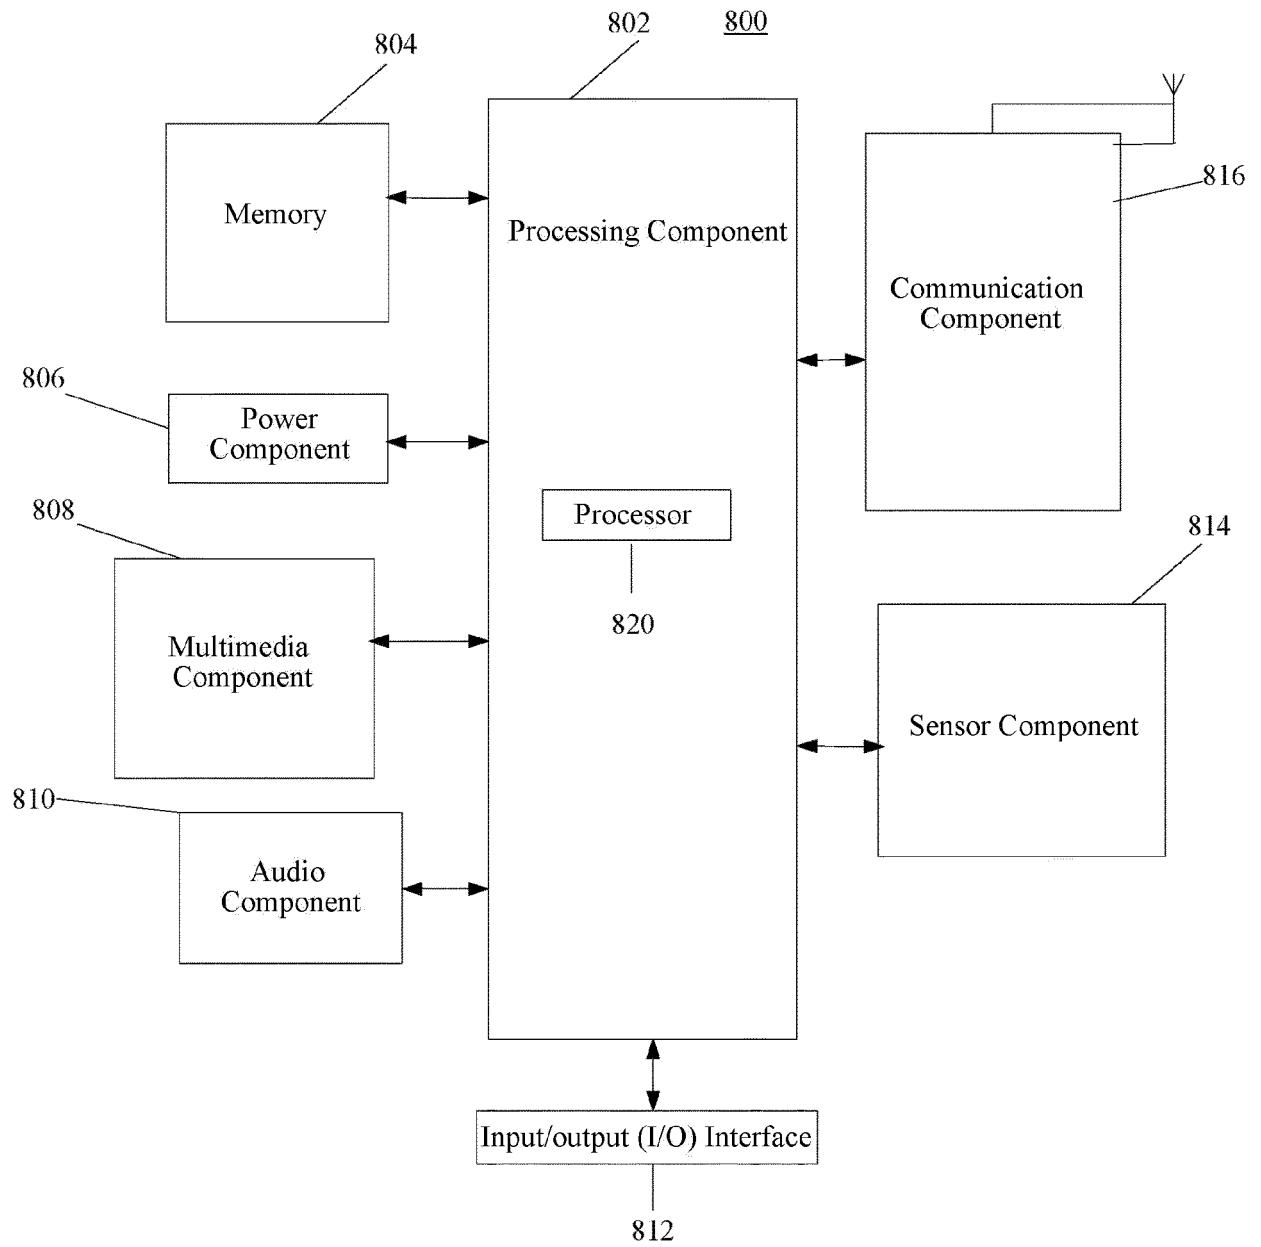 802
800
804
816
Memory
Processing Component
Communication
Component
806
Power
Component
808
Processor
814
820
Multimedia
Component
Sensor Component
810
Audio
Component
Input/output (I/O) Interface
812